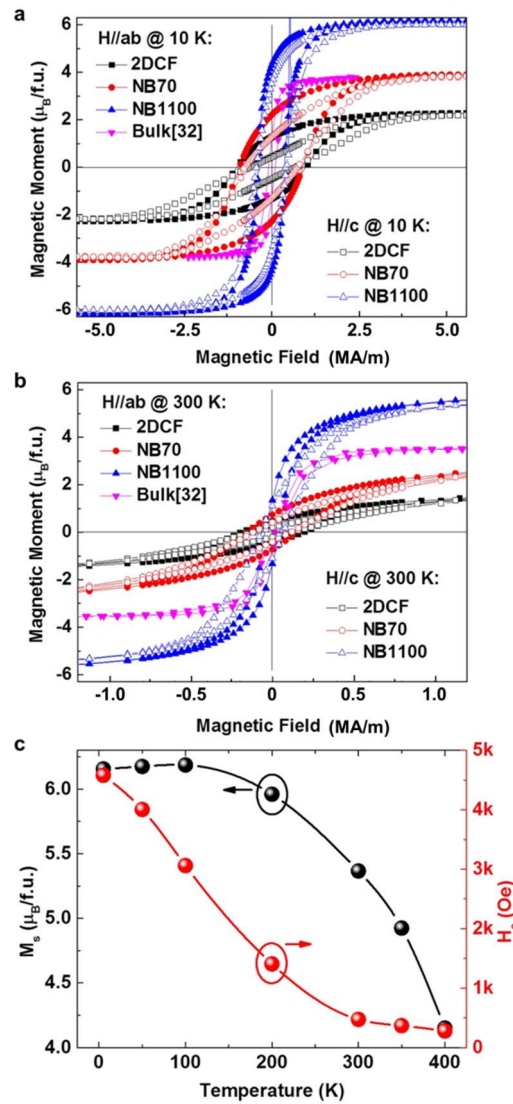 a
H//ab @ 10 K:
2DCF
NB70
NB1100
Bulk[32]
H//c @ 10 K:
2DCF
NB70
NB1100
6
4
2
0
-2
-4
-6
Magnetic Moment (μB/f.u.)
-5.0 -2.5 0 2.5 5.0
Magnetic Field (MA/m)
b
H//ab @ 300 K:
2DCF
NB70
NB1100
Bulk[32]
H//c @ 300 K:
2DCF
NB70
NB1100
6
4
2
0
-2
-4
-6
Magnetic Moment (μB/f.u.)
-1.0 -0.5 0 0.5 1.0
Magnetic Field (MA/m)
c
6.0
5.5
5.0
4.5
4.0
Ms (μB/f.u.)
5k
4k
3k
2k
1k
0
Hc (Oe)
0 100 200 300 400
Temperature (K)